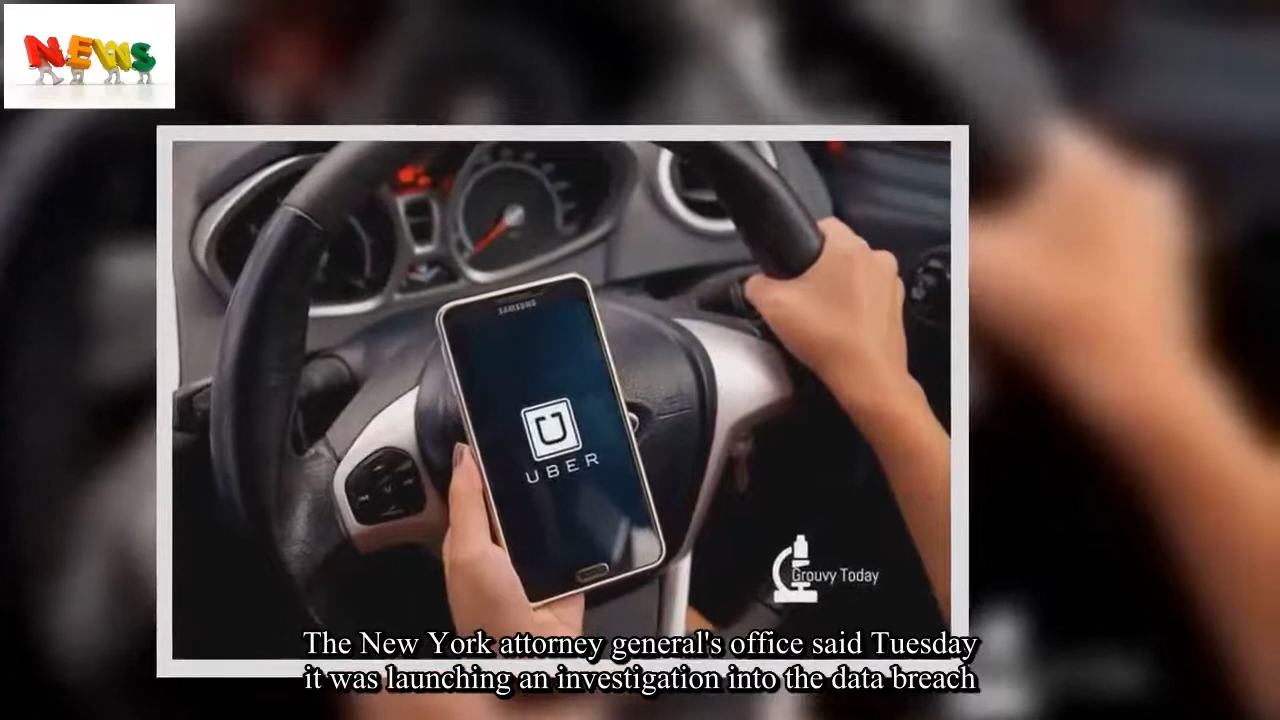 NEWS
SAMSUNG
UBER
Grouvy Today
The New York attorney general's office said Tuesday
it was launching an investigation into the data breach